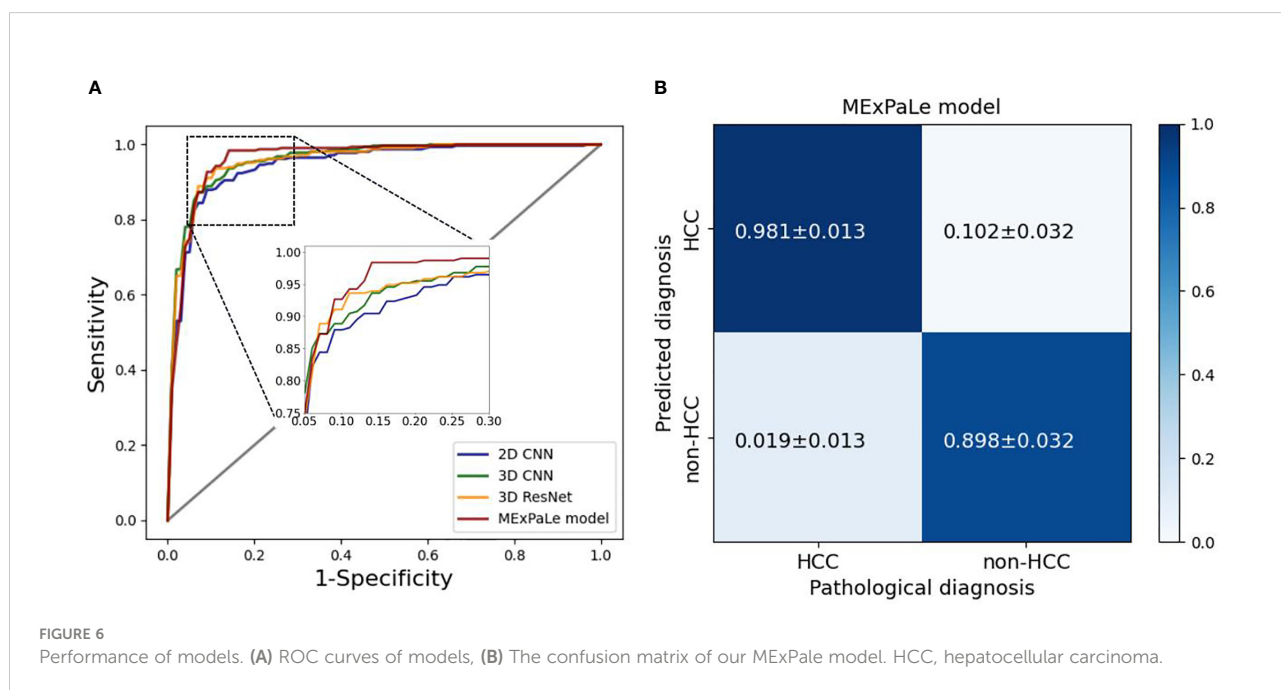 A
1.0
0.8
0.6
0.4
0.2
0.0
Sensitivity
0.0
0.2
0.4
0.6
0.8
1.0
1-Specificity
1.00
0.95
0.90
0.85
0.80
0.75
0.05
0.10
0.15
0.20
0.25
0.30
2D CNN
3D CNN
3D ResNet
MExPaLe model
B
MExPaLe model
Predicted diagnosis
HCC
non-HCC
0.981±0.013
0.102±0.032
0.019±0.013
0.898±0.032
HCC
non-HCC
Pathological diagnosis
1.0
0.8
0.6
0.4
0.2
0.0
FIGURE 6
Performance of models. (A) ROC curves of models, (B) The confusion matrix of our MExPale model. HCC, hepatocellular carcinoma.